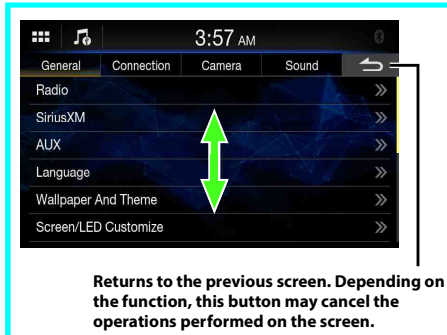 3:57 AM
General Connection Camera Sound
Radio
SiriusXM
AUX
Language
Wallpaper And Theme
Screen/LED Customize
Returns to the previous screen. Depending on
the function, this button may cancel the
operations performed on the screen.